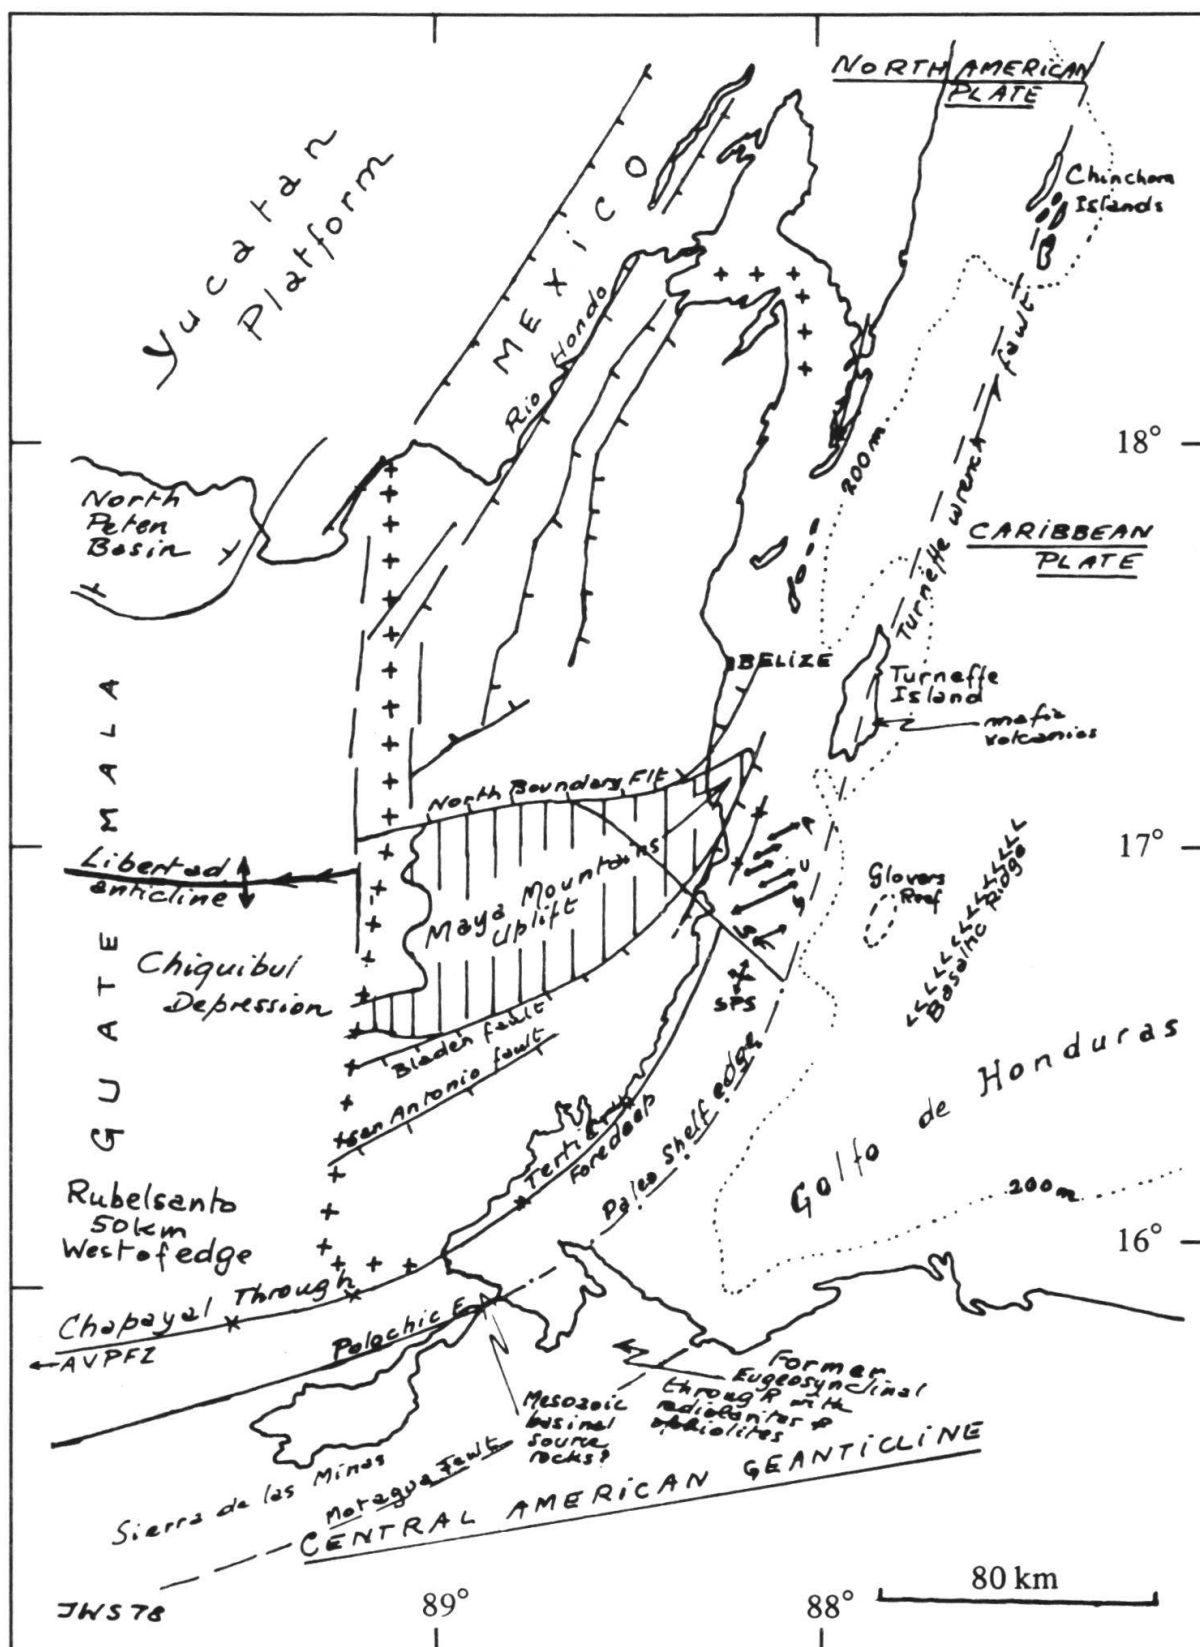 NORTH AMERICAN
PLATE
Yucatan
Platform
MEXICO
Chinchora
Islands
Rio Hondo
18°
200m
North
Peten
Basin
Turneffe wrench fault
CARIBBEAN
PLATE
BELIZE
Turneffe
Island
mafic
volcanics
GUATEMALA
North Boundary Flt
17°
Libertad
anticline
Maya Mountains
Uplift
Glovers
Reef
Basaltic Ridge
Chiquibul
Depression
SPS
Bladen fault
San Antonio fault
Golfo de Honduras
Tertiary
Foredeep
Paleo Shelf edge
200m
Rubelsanto
50km
West of edge
16°
Chapayal Through
Polochic F
AVPFZ
Former
Eugeosynclinal
through with
radiolarites &
ophiolites
Mesozoic
basinal
source
rocks?
Sierra de las Minas
Motagua Fault
CENTRAL AMERICAN GEANTICLINE
JWS78
89°
88°
80 km